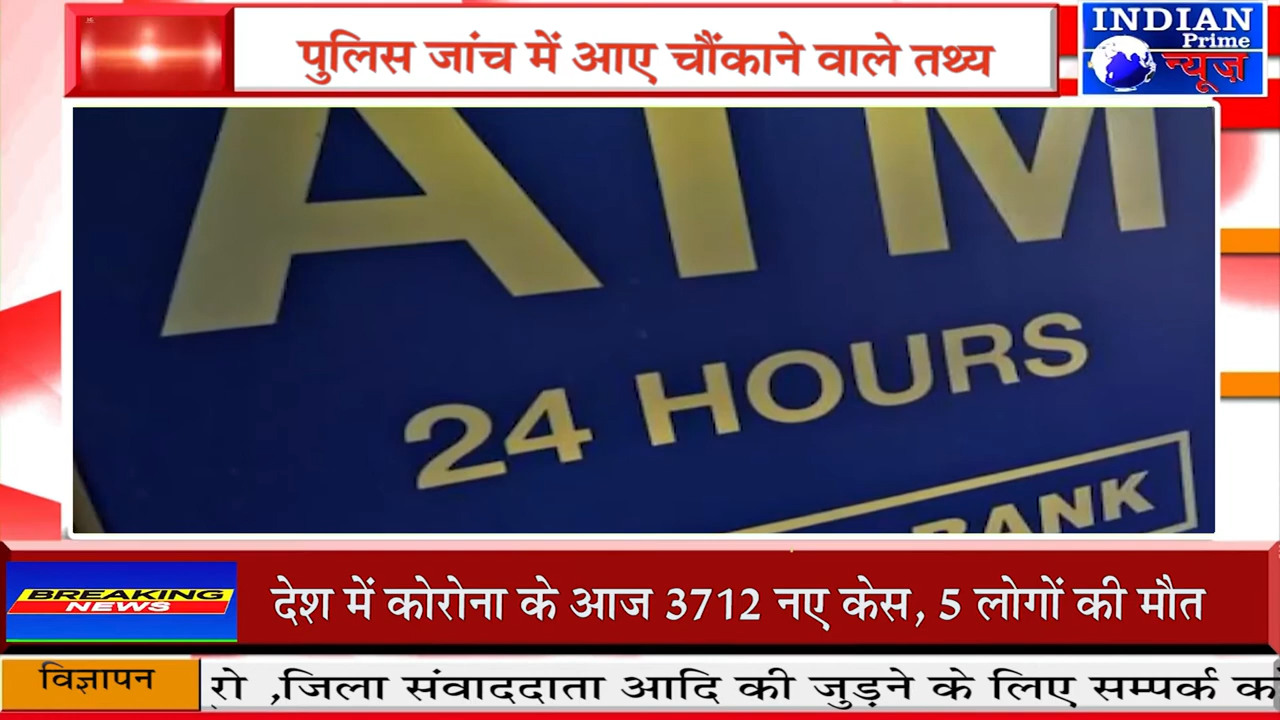 पुलिस जांच में आए चौंकाने वाले तथ्य
INDIAN
Prime
न्यूज़
ATM
24 HOURS
BANK
BREAKING
NEWS
देश में कोरोना के आज 3712 नए केस, 5 लोगों की मौत
विज्ञापन
रो ,जिला संवाददाता आदि की जुड़ने के लिए सम्पर्क